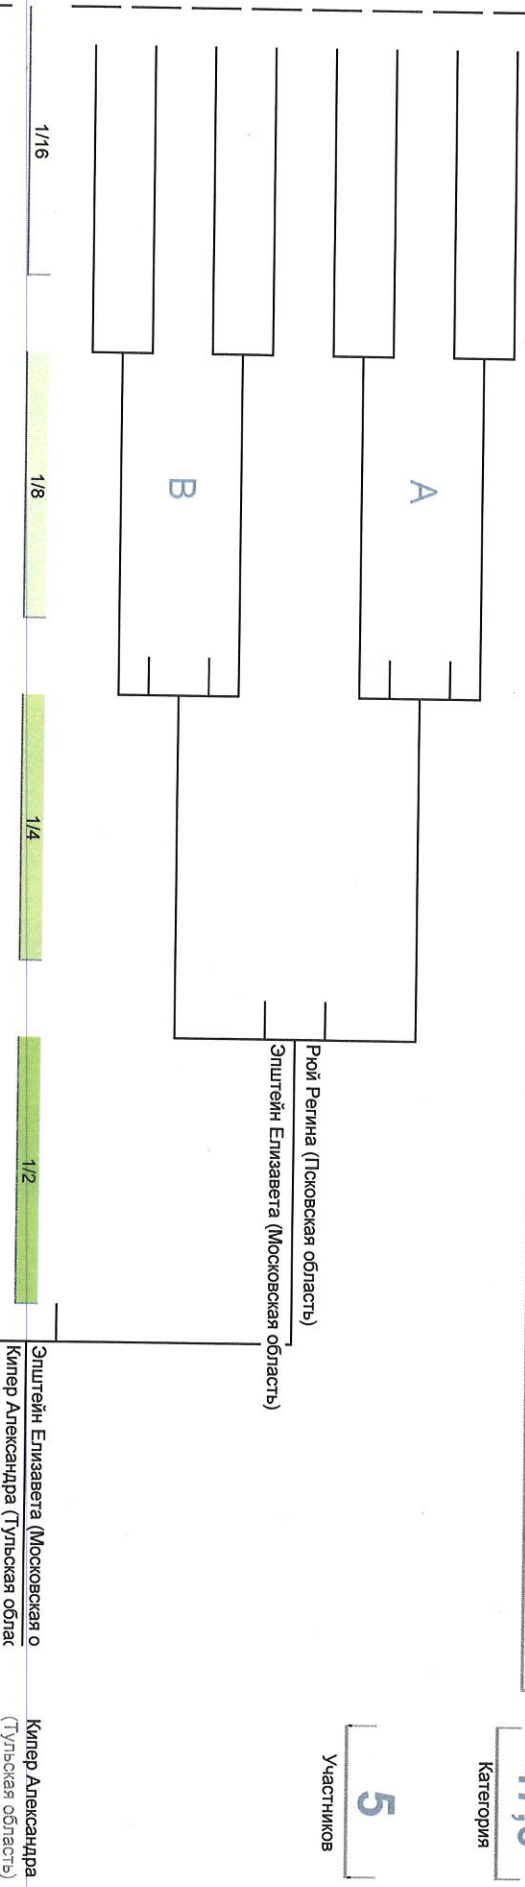 Категория
5
Участников
A
B
Рюй Регина (Псковская область)
Эпштейн Елизавета (Московская область)
Эпштейн Елизавета (Московская о
Кипер Александра (Тульская облас
Кипер Александра
(Тульская область)
1/16
1/8
1/4
1/2